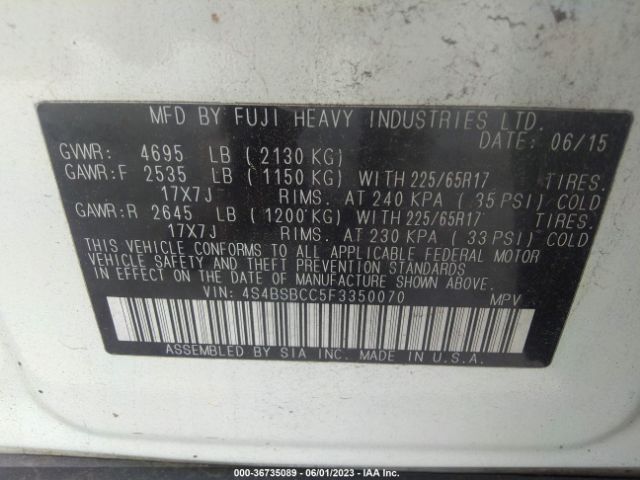 MFD BY FUJI HEAVY INDUSTRIES LTD.
DATE: 06/15
GVWR: 4695 LB (2130 KG)
GAWR:F 2535 LB (1150 KG) WITH 225/65R17 TIRES.
17X7J RIMS. AT 240 KPA ( 35 PSI) COLD
GAWR:R 2645 LB (1200 KG) WITH 225/65R17 TIRES.
17X7J RIMS. AT 230 KPA ( 33 PSI) COLD
THIS VEHICLE CONFORMS TO ALL APPLICABLE FEDERAL MOTOR
VEHICLE SAFETY AND THEFT PREVENTION STANDARDS IN EFFECT
ON THE DATE OF MANUFACTURE SHOWN ABOVE.
VIN: 4S4BSBCC5F3350070 MPV
ASSEMBLED BY SIA INC. MADE IN U.S.A.
000-36735089 - 06/01/2023 - IAA Inc.